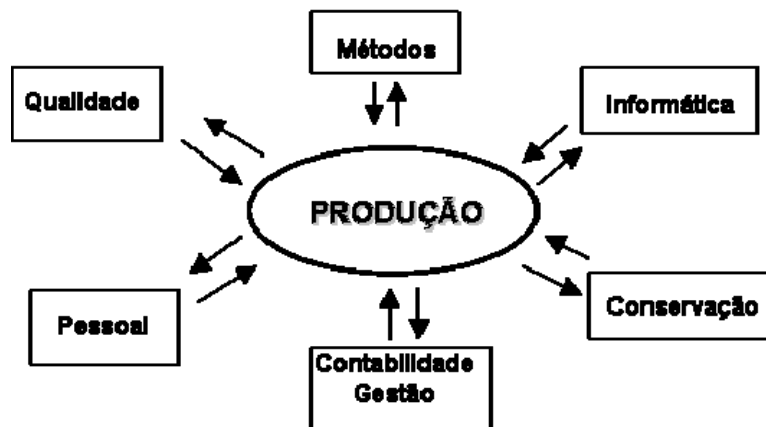 Métodos
Qualidade
Informática
PRODUÇÃO
Pessoal
Conservação
Contabilidade
Gestão